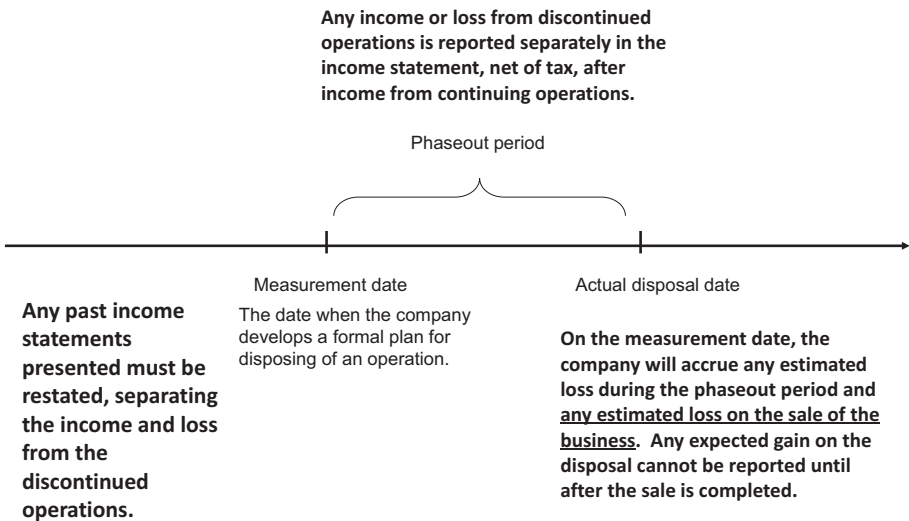 Any income or loss from discontinued
operations is reported separately in the
income statement, net of tax, after
income from continuing operations.
Phaseout period
Measurement date
The date when the company
develops a formal plan for
disposing of an operation.
Actual disposal date
Any past income
statements
presented must be
restated, separating
the income and loss
from the
discontinued
operations.
On the measurement date, the
company will accrue any estimated
loss during the phaseout period and
any estimated loss on the sale of the
business.  Any expected gain on the
disposal cannot be reported until
after the sale is completed.